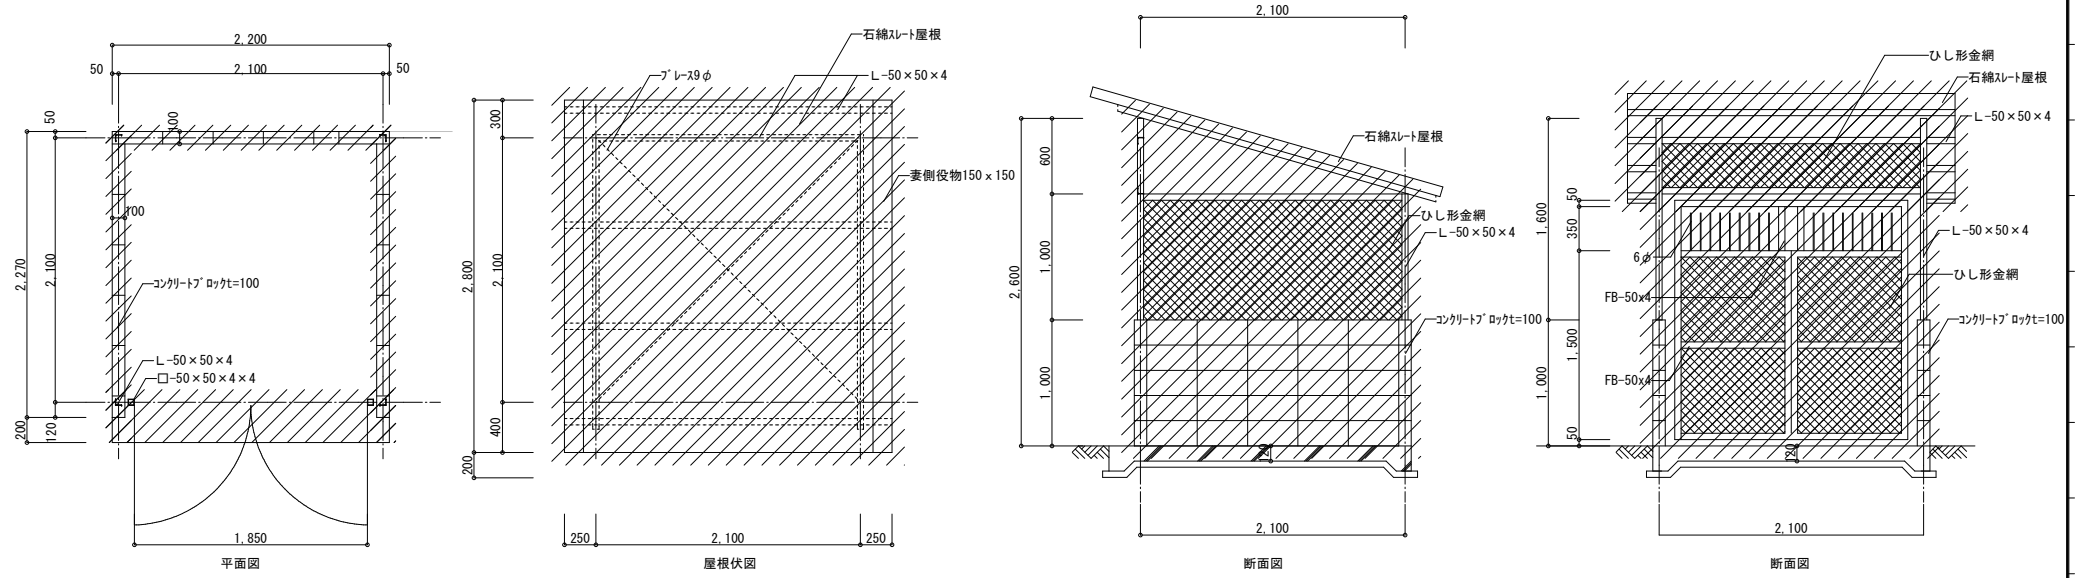 2,200
50
2,100
50
50
100
100
2,270
2,100
コンクリートブロックt=100
L-50×50×4
□-50×50×4×4
200
120
1,850
平面図
石綿スレート屋根
ブレース9φ
L-50×50×4
300
妻側役物150ｘ150
2,800
2,100
400
200
250
2,100
250
屋根伏図
2,100
石綿スレート屋根
600
ひし形金網
L-50×50×4
2,600
1,000
コンクリートブロックt=100
1,000
120
2,100
断面図
ひし形金網
石綿スレート屋根
L-50×50×4
50
1,600
350
L-50×50×4
6φ
ひし形金網
FB-50x4
コンクリートブロックt=100
1,500
FB-50x4
1,000
50
120
2,100
断面図